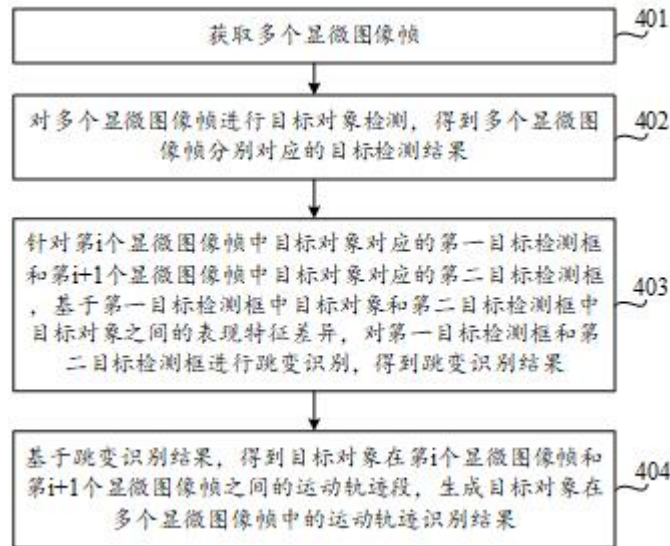 获取多个显微图像帧
401
对多个显微图像帧进行目标对象检测，得到多个显微图
像帧分别对应的目标检测结果
402
针对第i个显微图像帧中目标对象对应的第一目标检测框
和第i+1个显微图像帧中目标对象对应的第二目标检测框
，基于第一目标检测框中目标对象和第二目标检测框中
目标对象之间的表现特征差异，对第一目标检测框和第
二目标检测框进行跳变识别，得到跳变识别结果
403
基于跳变识别结果，得到目标对象在第i个显微图像帧和
第i+1个显微图像帧之间的运动轨迹段，生成目标对象在
多个显微图像帧中的运动轨迹识别结果
404